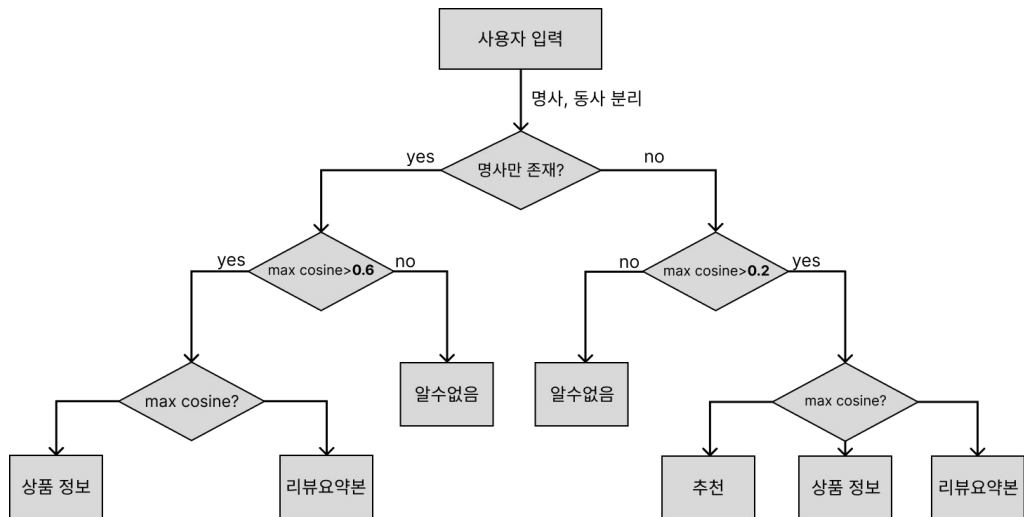 사용자 입력
명사, 동사 분리
명사만 존재?
yes
no
max cosine>0.6
yes
no
max cosine>0.2
no
yes
max cosine?
알수없음
알수없음
max cosine?
상품 정보
리뷰요약본
추천
상품 정보
리뷰요약본